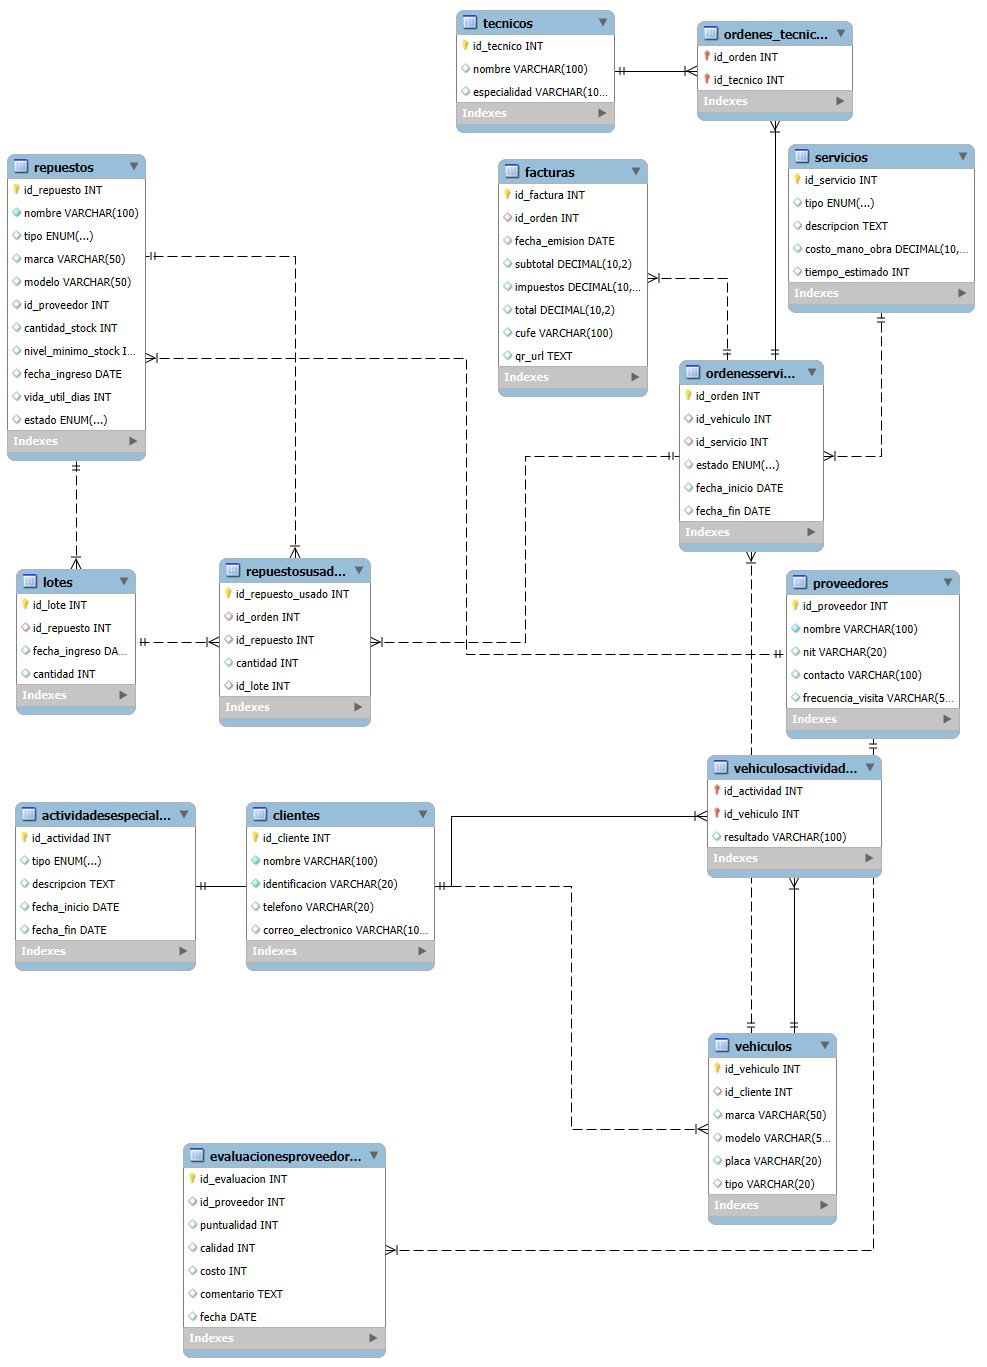 tecnicos
id_tecnico INT
nombre VARCHAR(100)
especialidad VARCHAR(10...
Indexes
ordenes_tecnic...
id_orden INT
id_tecnico INT
Indexes
repuestos
id_repuesto INT
nombre VARCHAR(100)
tipo ENUM(...)
marca VARCHAR(50)
modelo VARCHAR(50)
id_proveedor INT
cantidad_stock INT
nivel_minimo_stock I...
fecha_ingreso DATE
vida_util_dias INT
estado ENUM(...)
Indexes
facturas
id_factura INT
id_orden INT
fecha_emision DATE
subtotal DECIMAL(10,2)
impuestos DECIMAL(10,...
total DECIMAL(10,2)
cufe VARCHAR(100)
qr_url TEXT
Indexes
servicios
id_servicio INT
tipo ENUM(...)
descripcion TEXT
costo_mano_obra DECIMAL(10,...
tiempo_estimado INT
Indexes
ordenesservi...
id_orden INT
id_vehiculo INT
id_servicio INT
estado ENUM(...)
fecha_inicio DATE
fecha_fin DATE
Indexes
lotes
id_lote INT
id_repuesto INT
fecha_ingreso DA...
cantidad INT
Indexes
repuestosusad...
id_repuesto_usado INT
id_orden INT
id_repuesto INT
cantidad INT
id_lote INT
Indexes
proveedores
id_proveedor INT
nombre VARCHAR(100)
nit VARCHAR(20)
contacto VARCHAR(100)
frecuencia_visita VARCHAR(5...
Indexes
vehiculosactividad...
id_actividad INT
id_vehiculo INT
resultado VARCHAR(100)
Indexes
actividadesespecial...
id_actividad INT
tipo ENUM(...)
descripcion TEXT
fecha_inicio DATE
fecha_fin DATE
Indexes
clientes
id_cliente INT
nombre VARCHAR(100)
identificacion VARCHAR(20)
telefono VARCHAR(20)
correo_electronico VARCHAR(10...
Indexes
vehiculos
id_vehiculo INT
id_cliente INT
marca VARCHAR(50)
modelo VARCHAR(5...
placa VARCHAR(20)
tipo VARCHAR(20)
Indexes
evaluacionesproveedor...
id_evaluacion INT
id_proveedor INT
puntualidad INT
calidad INT
costo INT
comentario TEXT
fecha DATE
Indexes